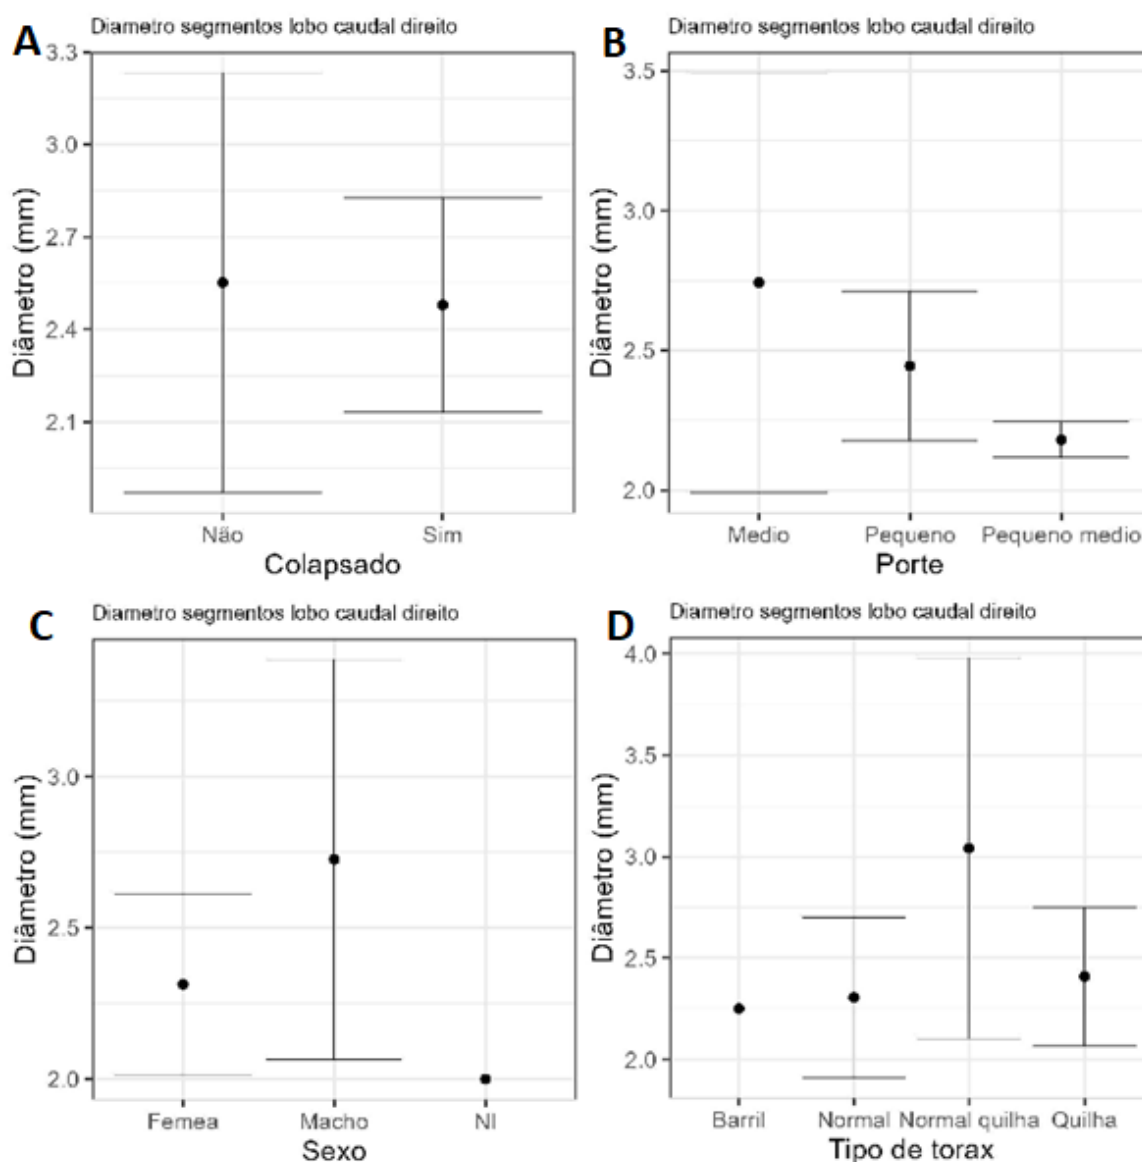 A
Diametro segmentos lobo caudal direito
Diâmetro (mm)
3.3
3.0
2.7
2.4
2.1
Não Sim
Colapsado
B
Diametro segmentos lobo caudal direito
Diâmetro (mm)
3.5
3.0
2.5
2.0
Medio Pequeno Pequeno medio
Porte
C
Diametro segmentos lobo caudal direito
Diâmetro (mm)
3.0
2.5
2.0
Femea Macho NI
Sexo
D
Diametro segmentos lobo caudal direito
Diâmetro (mm)
4.0
3.5
3.0
2.5
2.0
Barril Normal Normal quilha Quilha
Tipo de torax